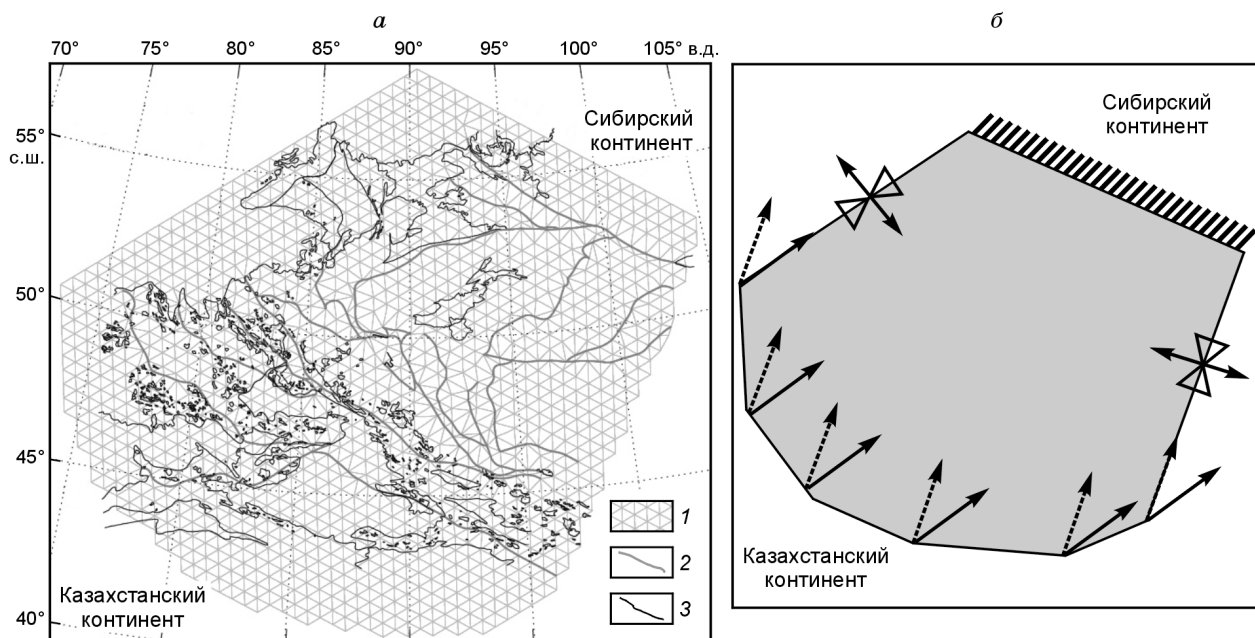 а
70° 75° 80° 85° 90° 95° 100° 105° в.д.
55°
с.ш.
50°
45°
40°
Сибирский
континент
Казахстанский
континент
1
2
3
б
Сибирский
континент
Казахстанский
континент